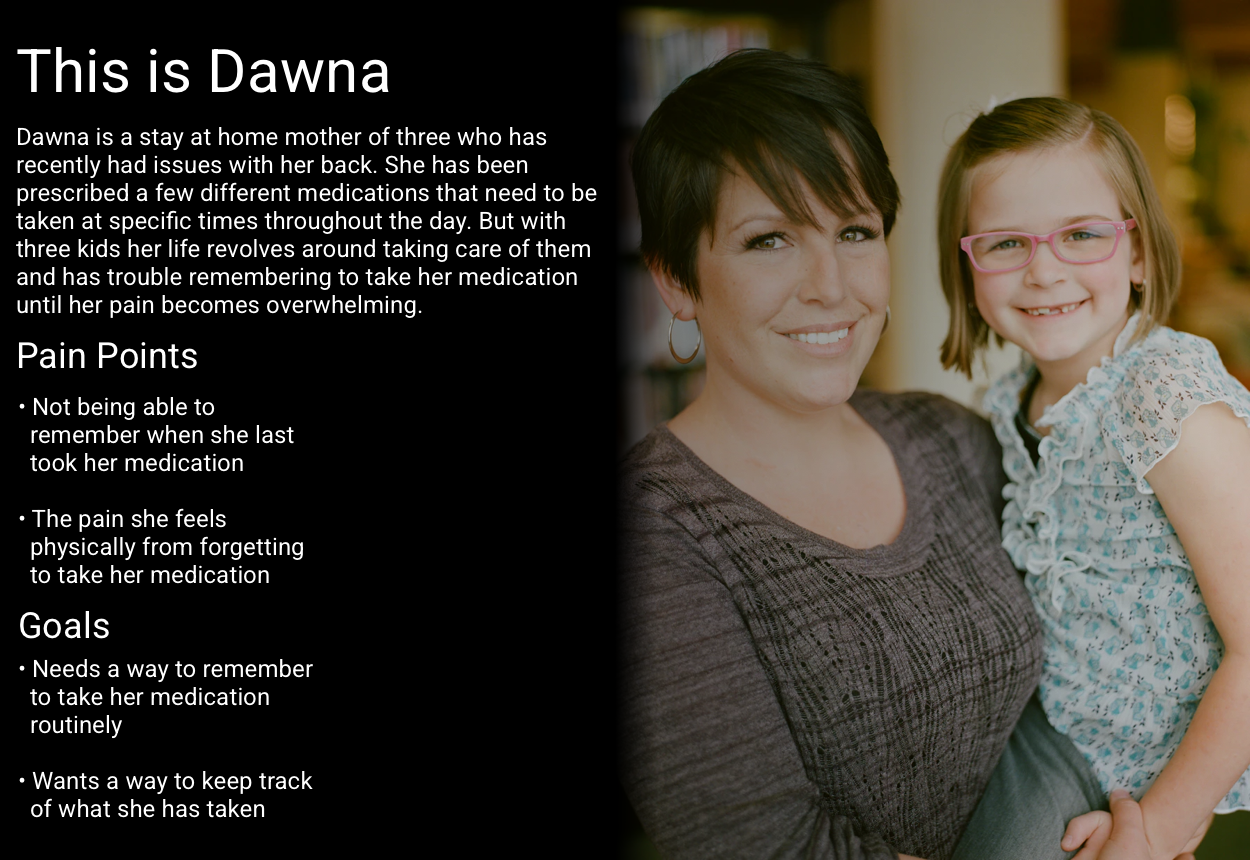 This is Dawna
Dawna is a stay at home mother of three who has
recently had issues with her back. She has been
prescribed a few different medications that need to be
taken at specific times throughout the day. But with
three kids her life revolves around taking care of them
and has trouble remembering to take her medication
until her pain becomes overwhelming.
Pain Points
• Not being able to
remember when she last
took her medication
• The pain she feels
physically from forgetting
to take her medication
Goals
• Needs a way to remember
to take her medication
routinely
• Wants a way to keep track
of what she has taken